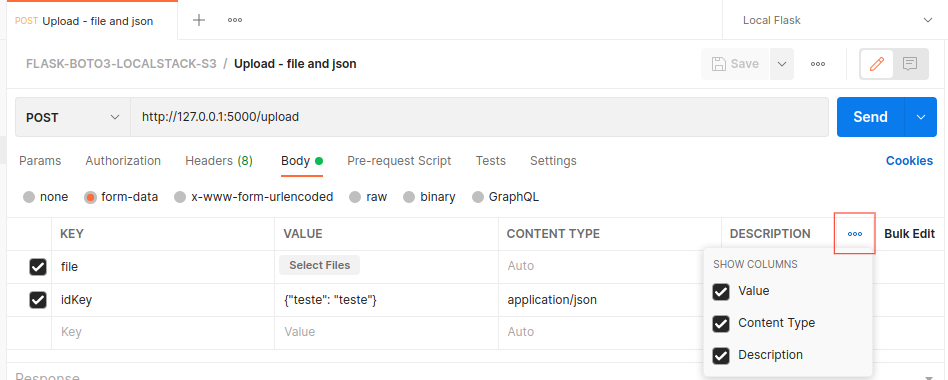 POST Upload - file and json
Local Flask
FLASK-BOTO3-LOCALSTACK-S3 / Upload - file and json
Save
POST http://127.0.0.1:5000/upload Send
Params Authorization Headers (8) Body Pre-request Script Tests Settings Cookies
none form-data x-www-form-urlencoded raw binary GraphQL
KEY VALUE CONTENT TYPE DESCRIPTION Bulk Edit
file Select Files Auto
idKey {"teste": "teste"} application/json
Key Value Auto
SHOW COLUMNS
Value
Content Type
Description
Response